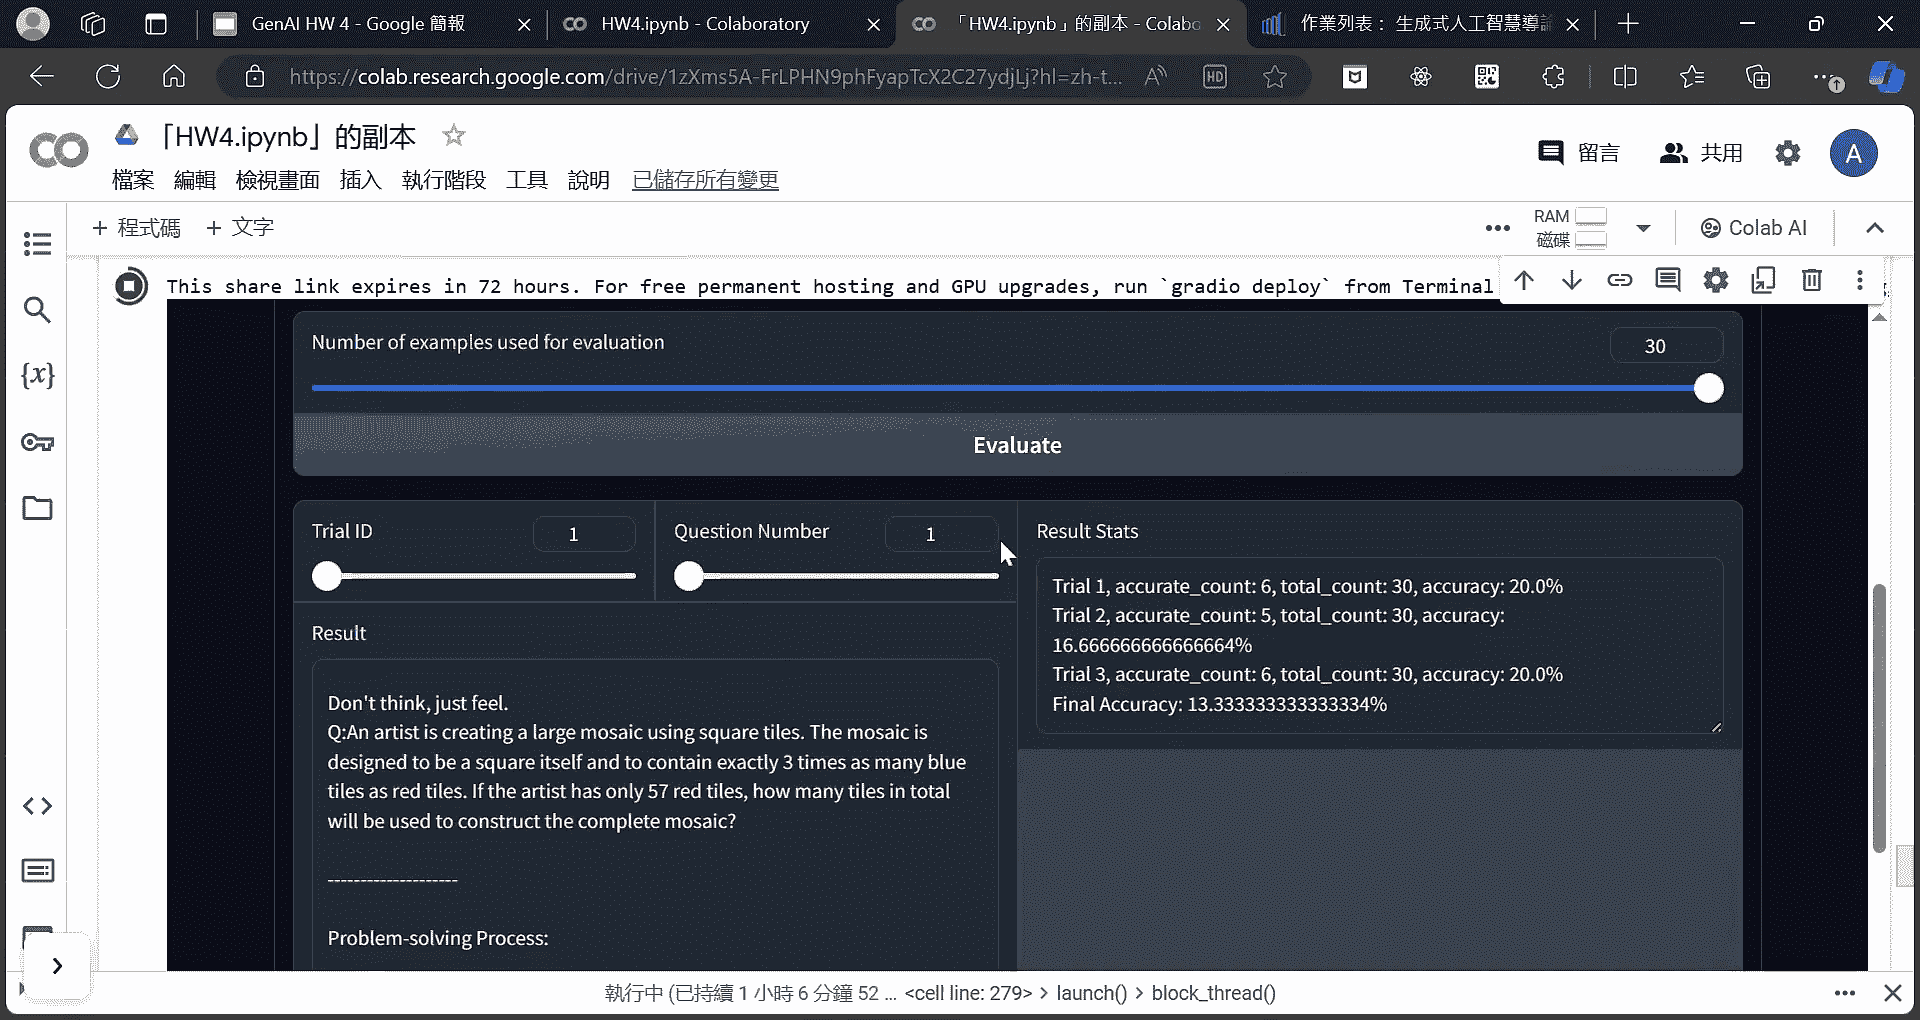 GenAI HW 4 - Google 簡報
HW4.ipynb - Colaboratory
「HW4.ipynb」的副本 - Colabo
作業列表： 生成式人工智慧導論
https://colab.research.google.com/drive/1zXms5A-FrLPHN9phFyapTcX2C27ydjLj?hl=zh-t...
HD
CO
「HW4.ipynb」的副本
留言
共用
A
檔案 編輯 檢視畫面 插入 執行階段 工具 說明 已儲存所有變更
+ 程式碼 + 文字
RAM
磁碟
Colab AI
This share link expires in 72 hours. For free permanent hosting and GPU upgrades, run `gradio deploy` from Terminal
{x}
Number of examples used for evaluation
30
Evaluate
Trial ID
1
Question Number
1
Result Stats
Trial 1, accurate_count: 6, total_count: 30, accuracy: 20.0%
Trial 2, accurate_count: 5, total_count: 30, accuracy:
16.666666666666664%
Trial 3, accurate_count: 6, total_count: 30, accuracy: 20.0%
Final Accuracy: 13.333333333333334%
Result
Don't think, just feel.
Q:An artist is creating a large mosaic using square tiles. The mosaic is
designed to be a square itself and to contain exactly 3 times as many blue
tiles as red tiles. If the artist has only 57 red tiles, how many tiles in total
will be used to construct the complete mosaic?
--------------------
Problem-solving Process:
執行中 (已持續 1 小時 6 分鐘 52 ... <cell line: 279> > launch() > block_thread()